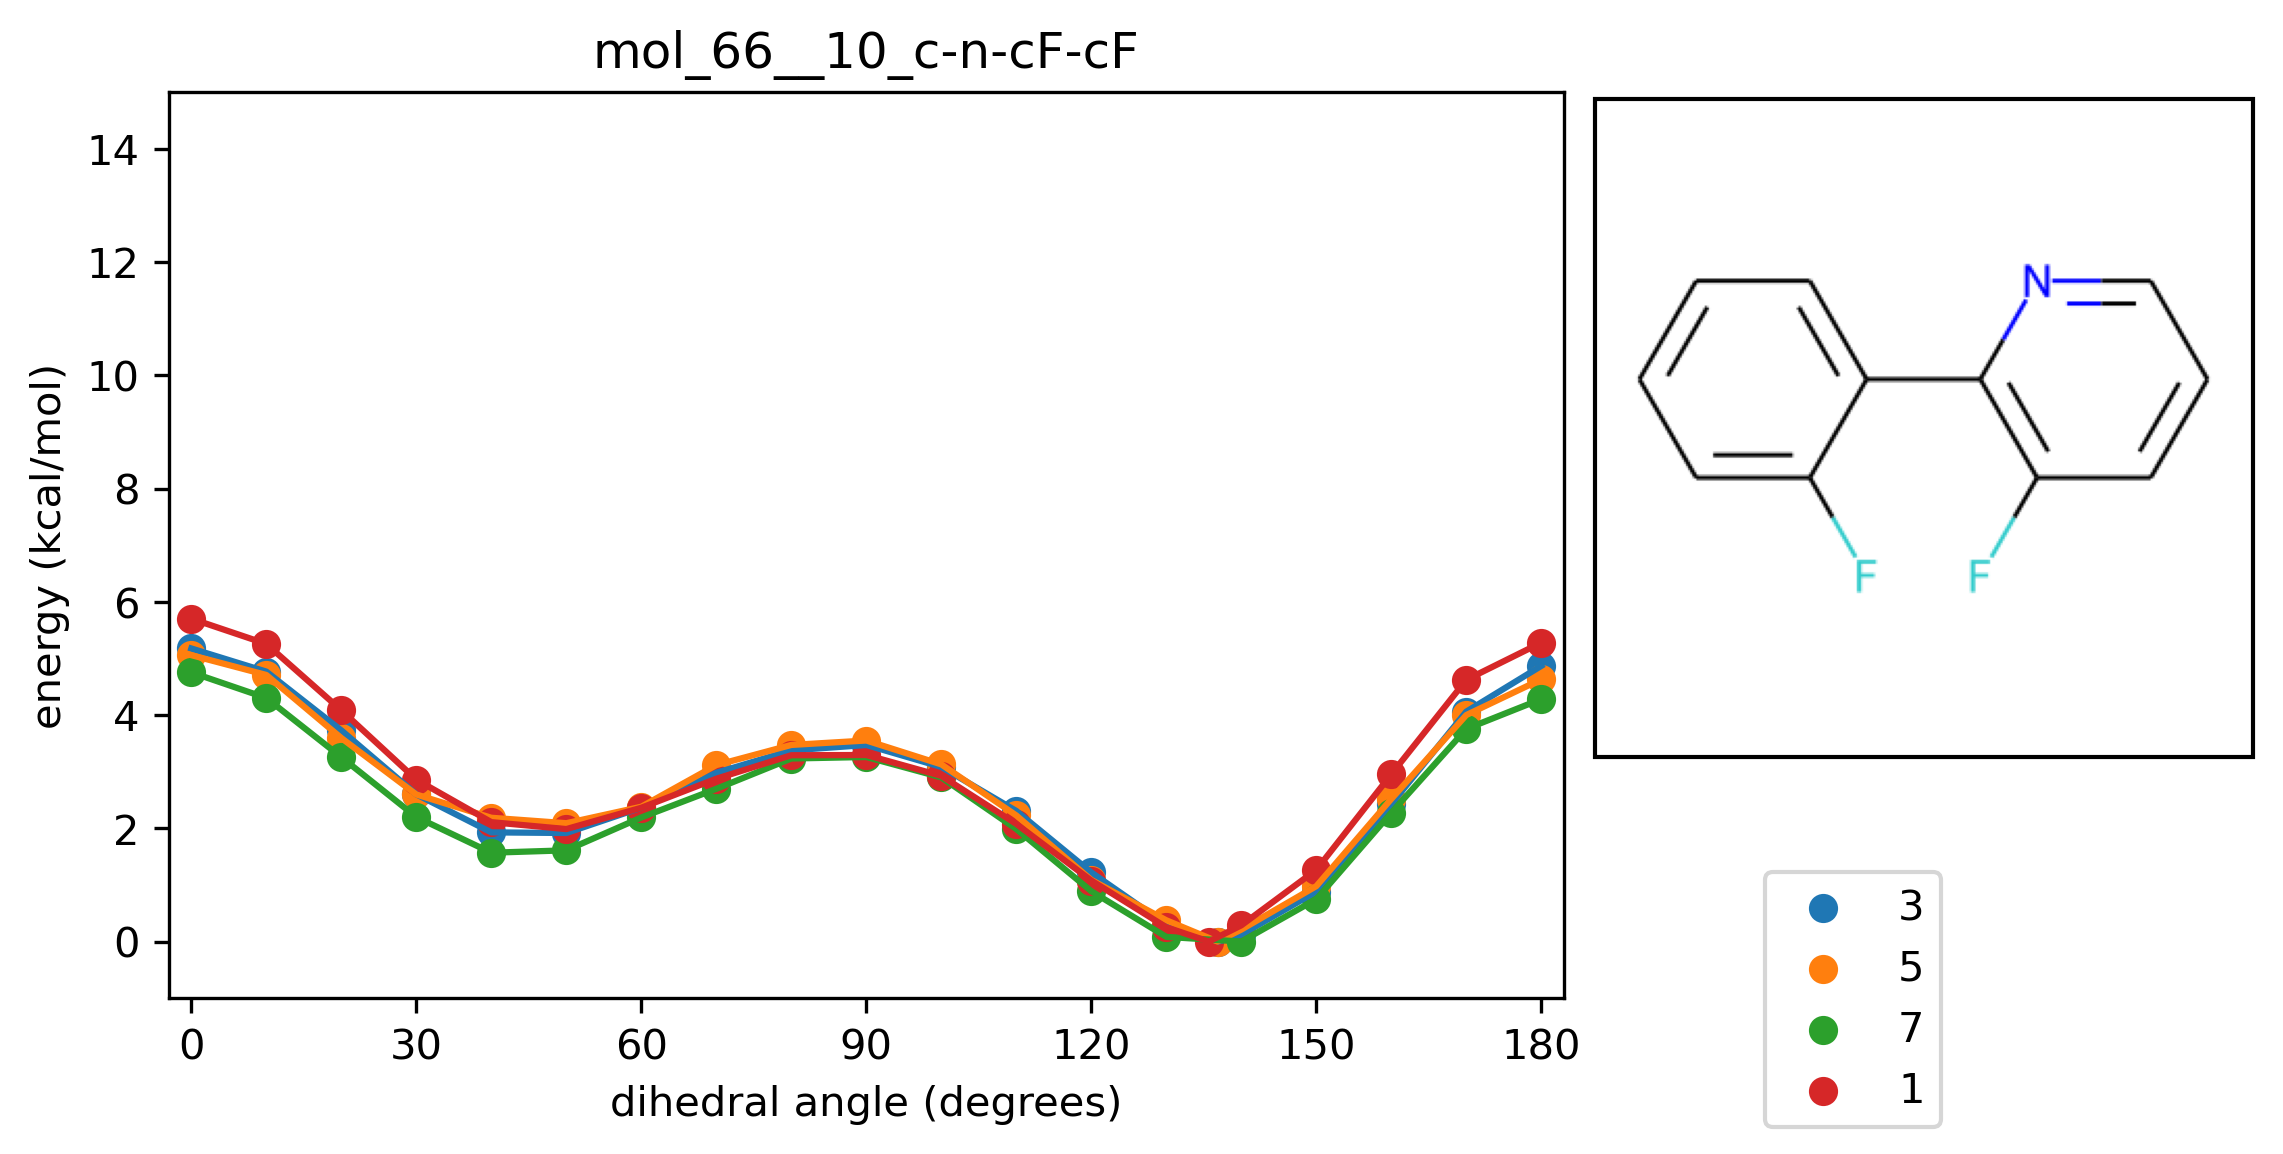 mol_66__10_c-n-cF-cF
energy (kcal/mol)
14
12
10
8
6
4
2
0
0 30 60 90 120 150 180
dihedral angle (degrees)
N
F F
3
5
7
1